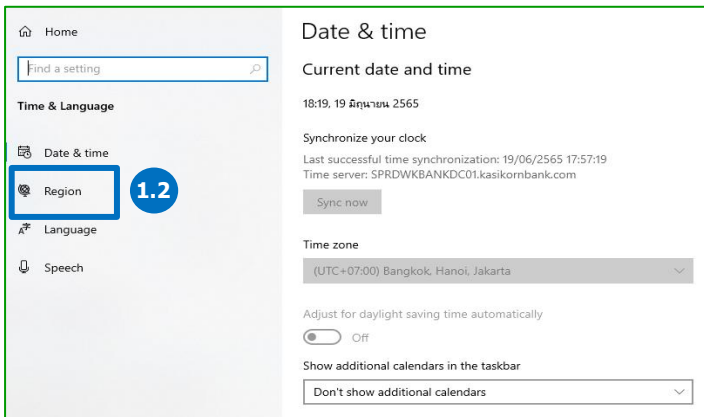 Home
Find a setting
Time & Language
Date & time
Region
1.2
Language
Speech
Date & time
Current date and time
18:19, 19 มิถุนายน 2565
Synchronize your clock
Last successful time synchronization: 19/06/2565 17:57:19
Time server: SPRDWKBANKDC01.kasikornbank.com
Sync now
Time zone
(UTC+07:00) Bangkok, Hanoi, Jakarta
Adjust for daylight saving time automatically
Off
Show additional calendars in the taskbar
Don't show additional calendars